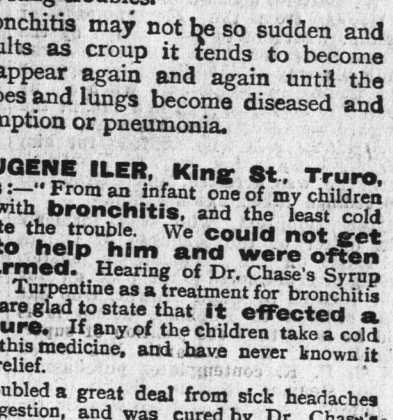 onchitis may not be so sudden and
ults as croup it tends to become
appear again and again until the
bes and lungs become diseased and
mption or pneumonia.
UGENE ILER, King St., Truro,
:—"From an infant one of my children
with bronchitis, and the least cold
te the trouble. We could not get
to help him and were often
rmed. Hearing of Dr. Chase's Syrup
Turpentine as a treatment for bronchitis
are glad to state that it effected a
ure. If any of the children take a cold
this medicine, and have never known it
relief.
oubled a great deal from sick headaches
gestion, and was cured by Dr. Chase's